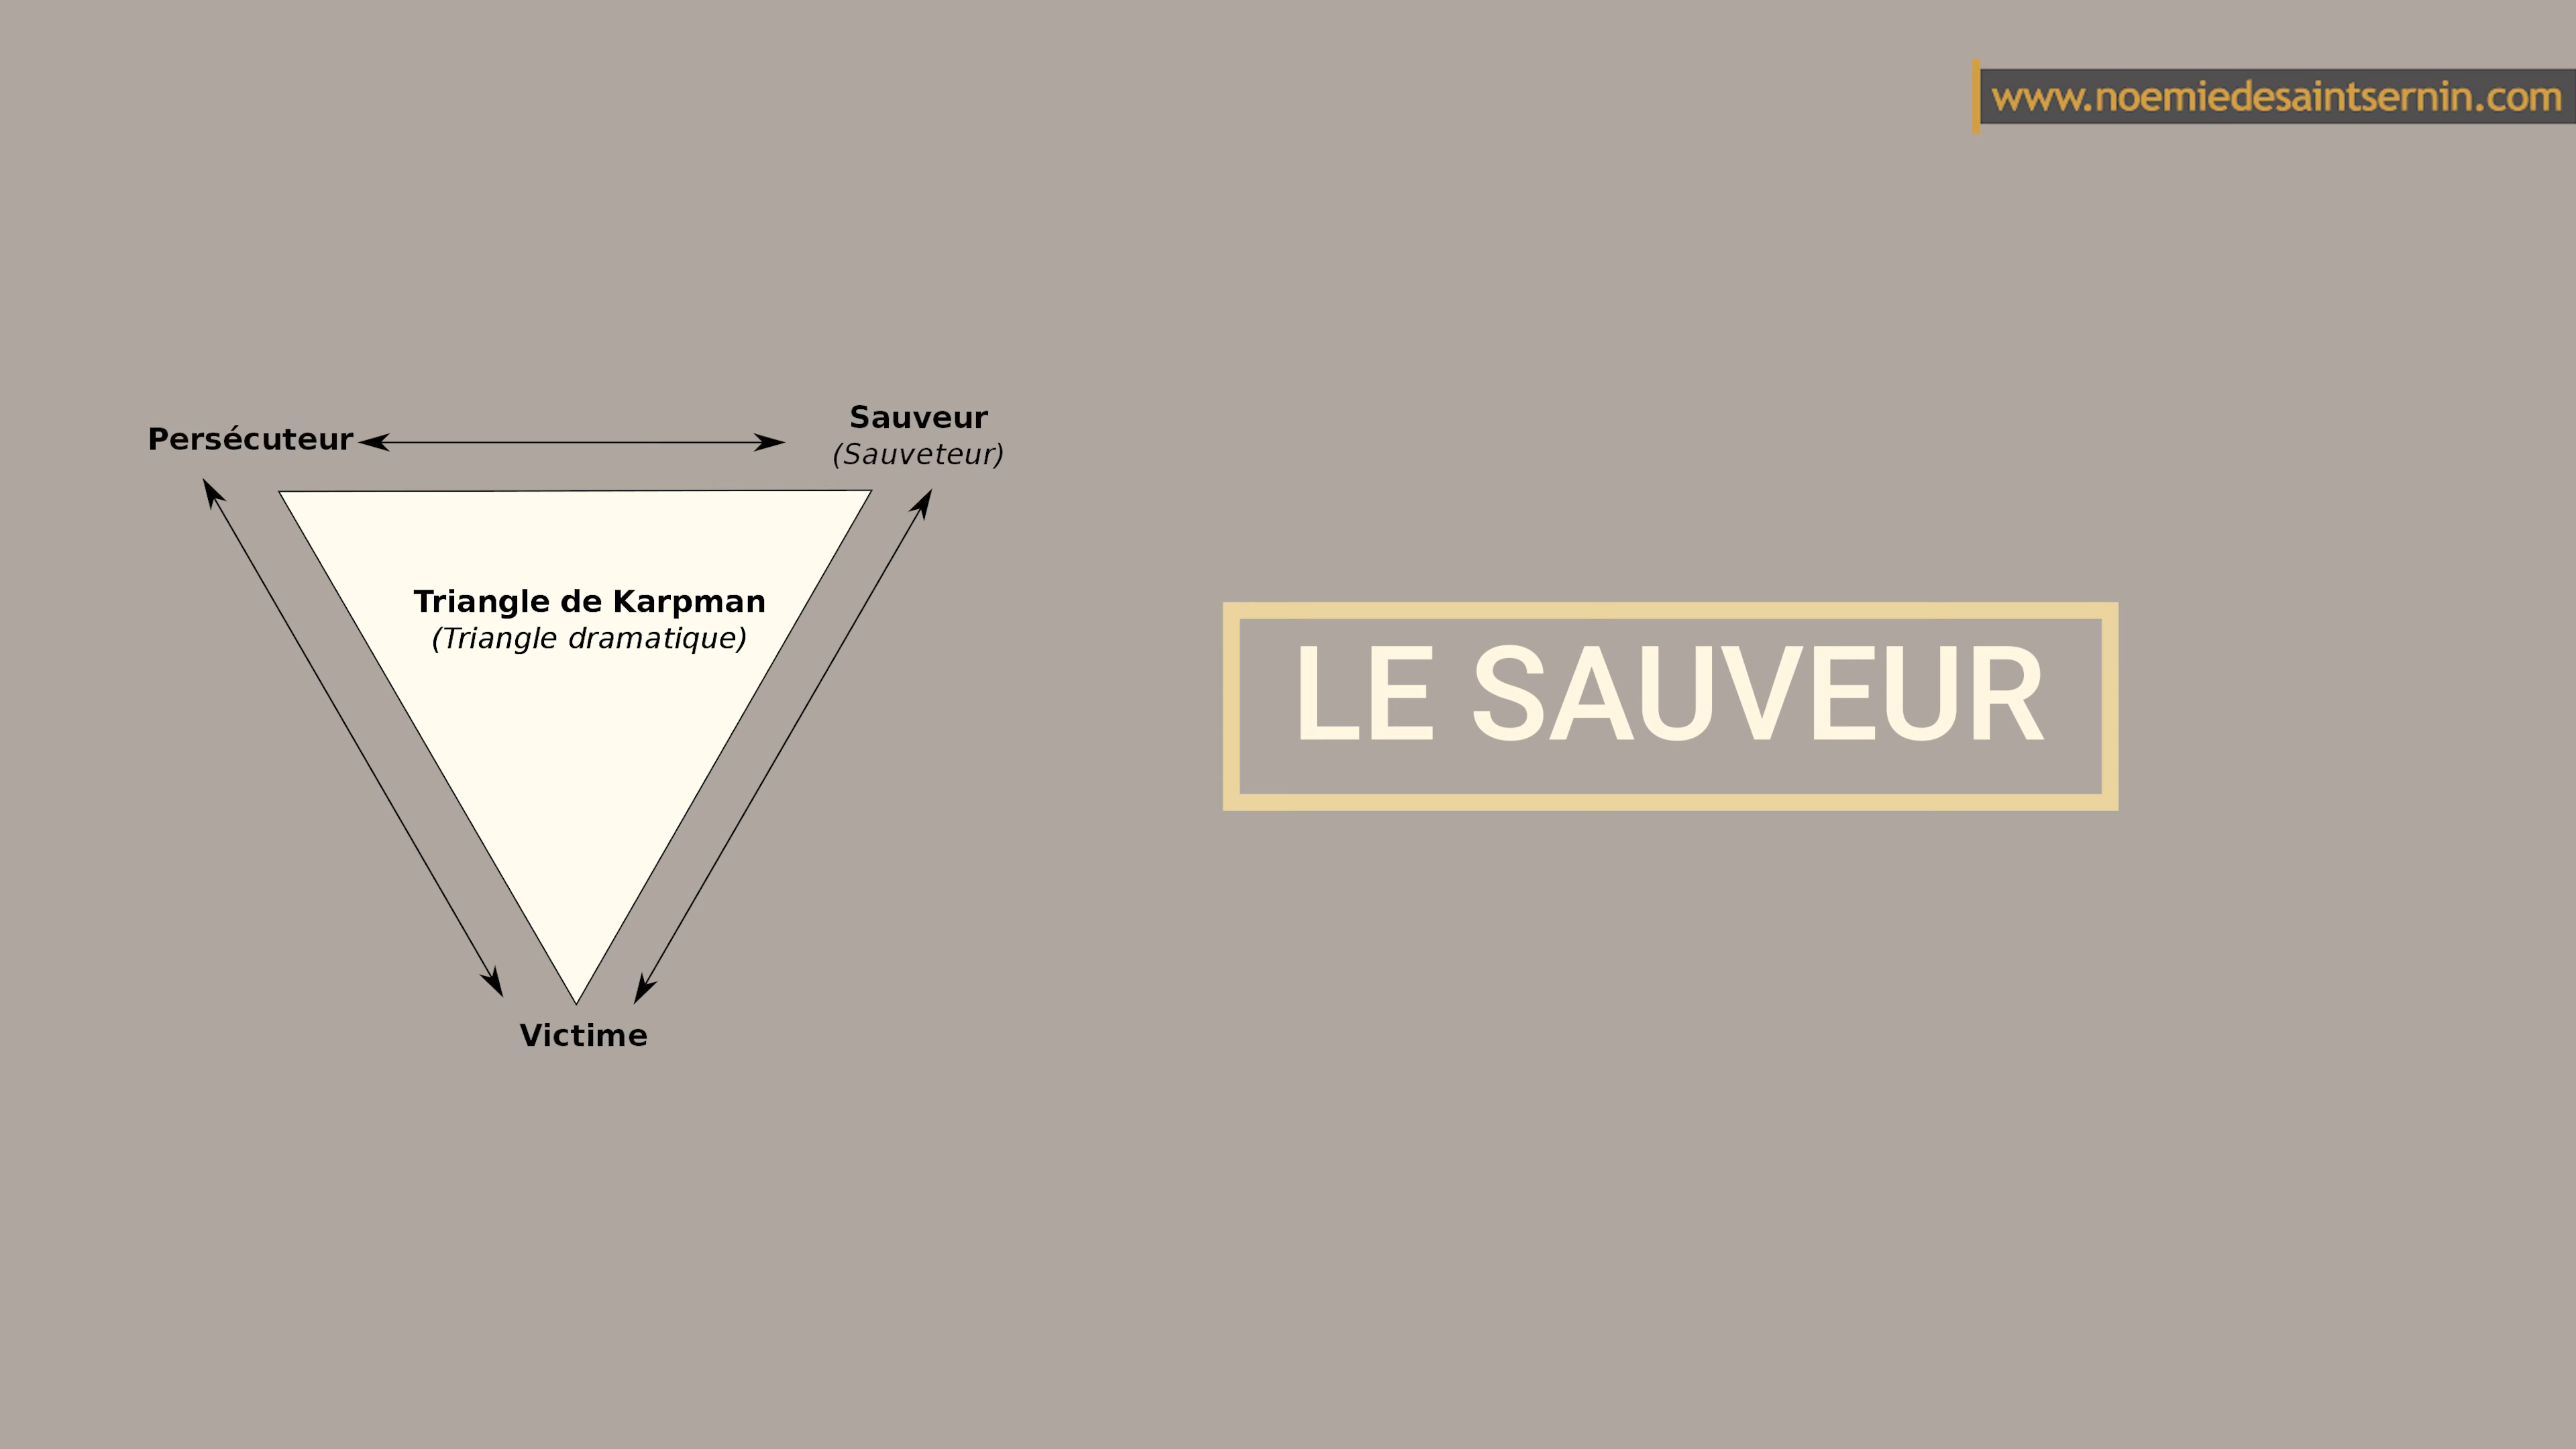 www.noemiedesaintsernin.com
Persécuteur
Sauveur
(Sauveteur)
Triangle de Karpman
(Triangle dramatique)
Victime
LE SAUVEUR